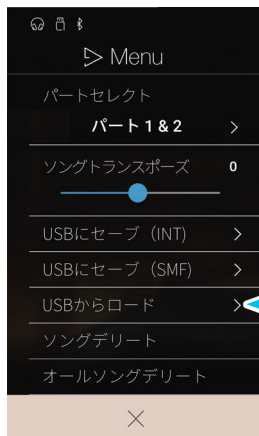 Menu
パートセレクト
パート1&2
ソングトランスポーズ 0
USBにセーブ（INT）
USBにセーブ（SMF）
USBからロード
ソングデリート
オールソングデリート